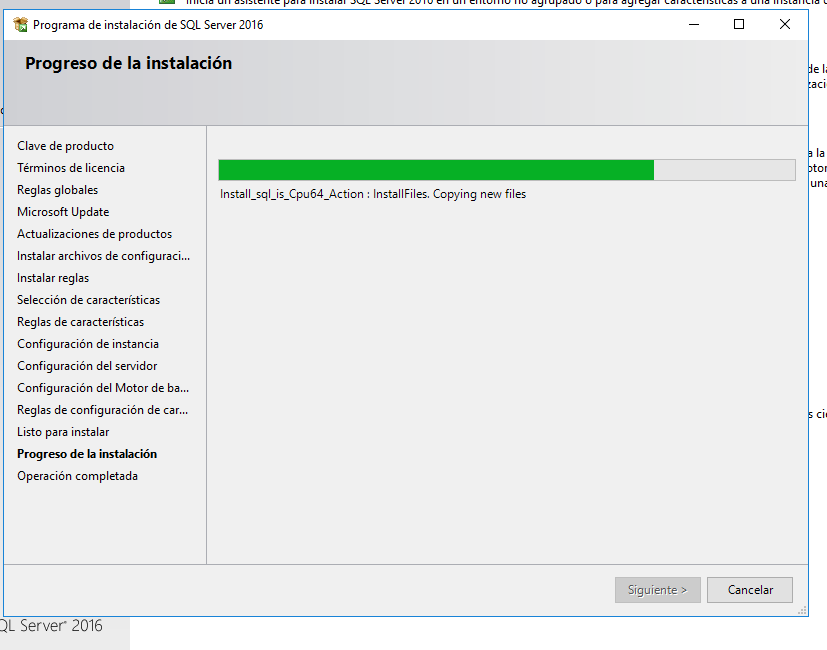 Inicia un asistente para instalar SQL Server 2016 en un entorno no agrupado o para agregar características a una instancia
Programa de instalación de SQL Server 2016
Progreso de la instalación
de la
Clave de producto
Términos de licencia
Reglas globales
Microsoft Update
Actualizaciones de productos
Instalar archivos de configuraci...
Instalar reglas
Selección de características
Reglas de características
Configuración de instancia
Configuración del servidor
Configuración del Motor de ba...
Reglas de configuración de car...
Listo para instalar
Progreso de la instalación
Operación completada
Install_sql_is_Cpu64_Action : InstallFiles. Copying new files
a la
una
Siguiente >
Cancelar
QL Server® 2016